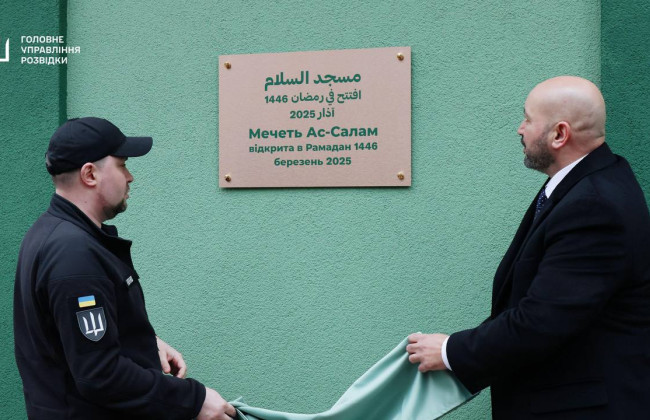 ГОЛОВНЕ
УПРАВЛІННЯ
РОЗВІДКИ
مسجد السلام
افتتح في رمضان 1446
آذار 2025
Мечеть Ас-Салам
відкрита в Рамадан 1446
березень 2025